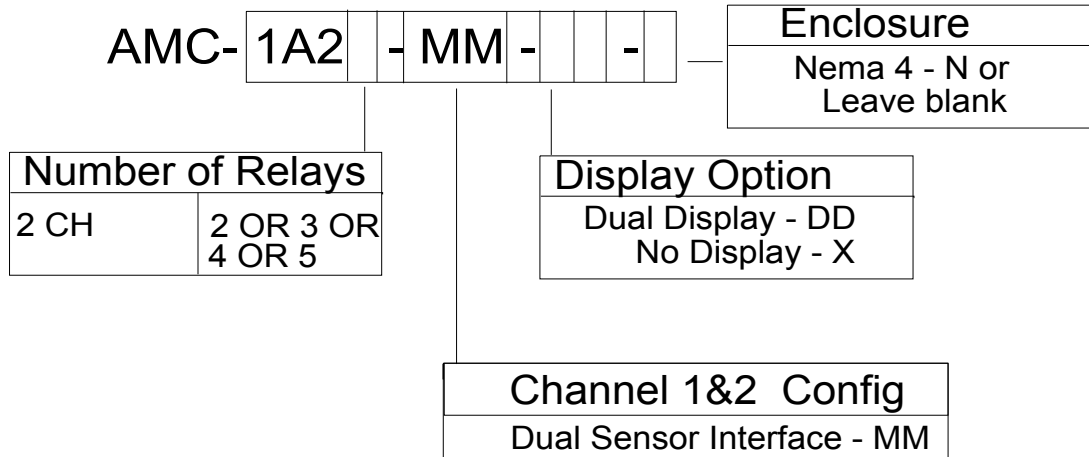 AMC- 1A2 - MM - -
Enclosure
Nema 4 - N or
Leave blank
Number of Relays
2 CH
2 OR 3 OR
4 OR 5
Display Option
Dual Display - DD
No Display - X
Channel 1&2 Config
Dual Sensor Interface - MM